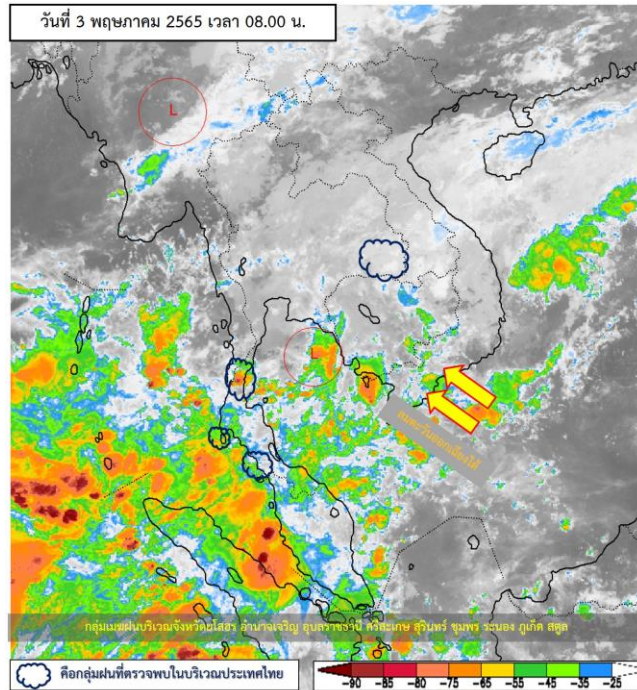 วันที่ 3 พฤษภาคม 2565 เวลา 08.00 น.
L
L
ลมตะวันออกเฉียงใต้
กลุ่มเมฆฝนบริเวณจังหวัดยโสธร อำนาจเจริญ อุบลราชธานี ศรีสะเกษ สุรินทร์ ชุมพร ระนอง ภูเก็ต สตูล
คือกลุ่มฝนที่ตรวจพบในบริเวณประเทศไทย
-90 -85 -80 -75 -65 -55 -45 -35 -25